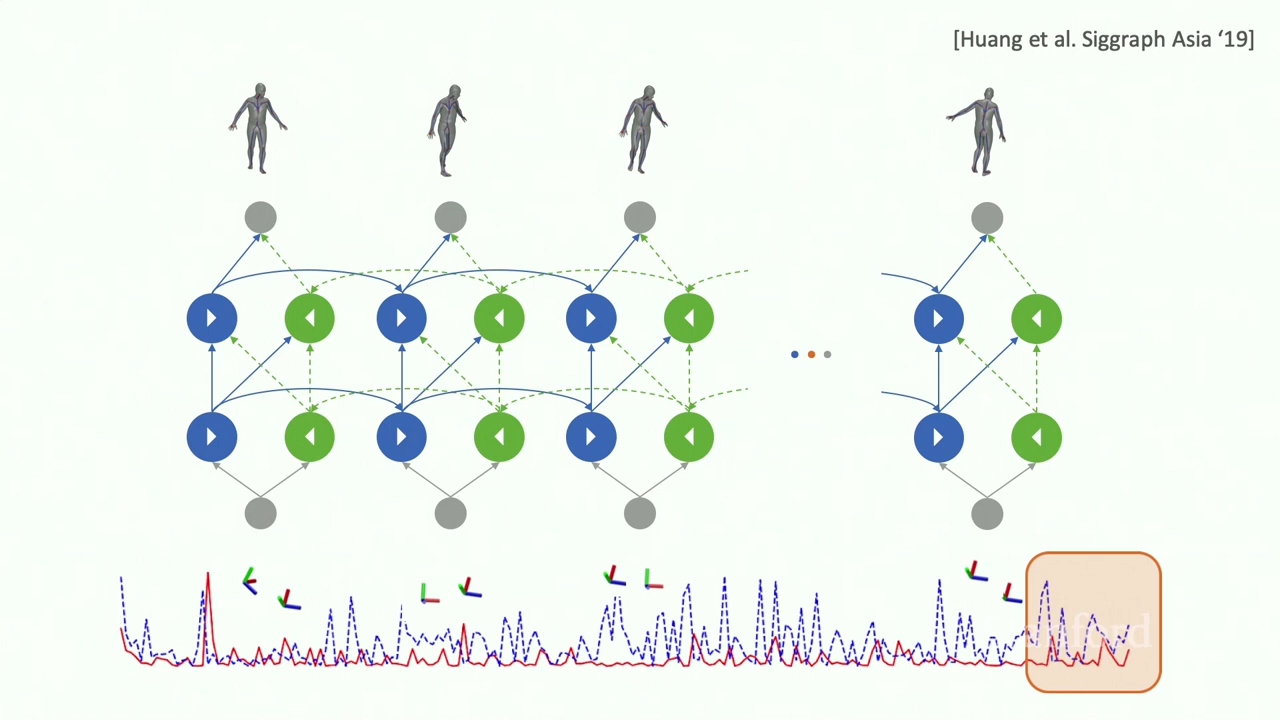 [Huang et al. Siggraph Asia ‘19]